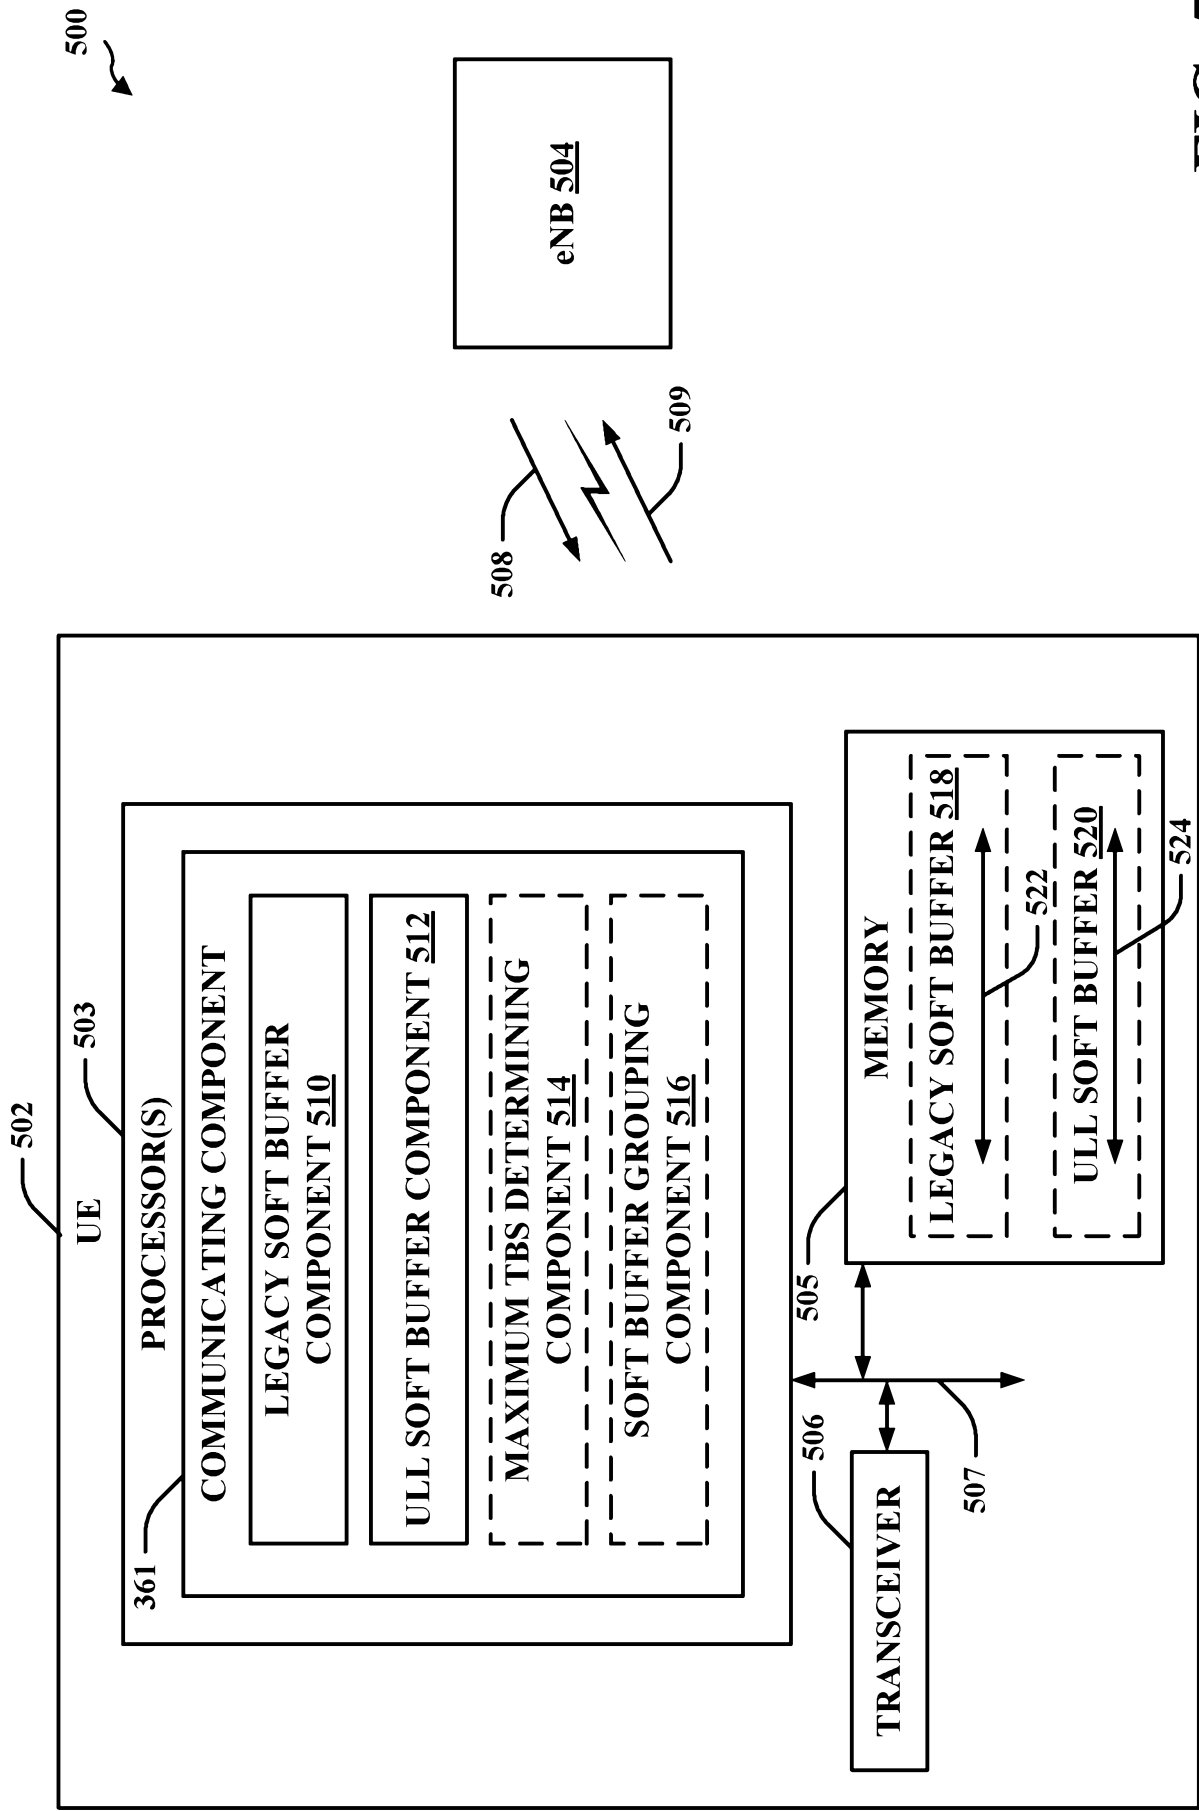 500
502
UE
503
PROCESSOR(S)
361
COMMUNICATING COMPONENT
LEGACY SOFT BUFFER
COMPONENT 510
ULL SOFT BUFFER COMPONENT 512
MAXIMUM TBS DETERMINING
COMPONENT 514
SOFT BUFFER GROUPING
COMPONENT 516
508
509
eNB 504
506
TRANSCEIVER
507
505
MEMORY
LEGACY SOFT BUFFER 518
522
ULL SOFT BUFFER 520
524